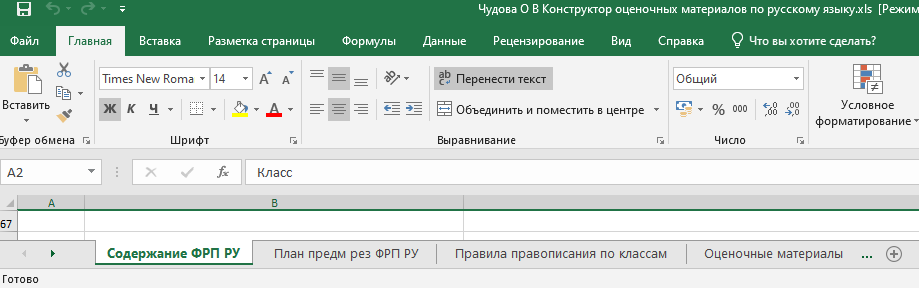 Чудова О В Конструктор оценочных материалов по русскому языку.xls [Режим
Файл Главная Вставка Разметка страницы Формулы Данные Рецензирование Вид Справка Что вы хотите сделать?
Times New Roma 14 Перенести текст Общий
Вставить Ж К Ч Объединить и поместить в центре % 000 Условное форматирование
Буфер обмена Шрифт Выравнивание Число
A2 fx Класс
A B
67
Содержание ФРП РУ План предм рез ФРП РУ Правила правописания по классам Оценочные материалы ...
Готово